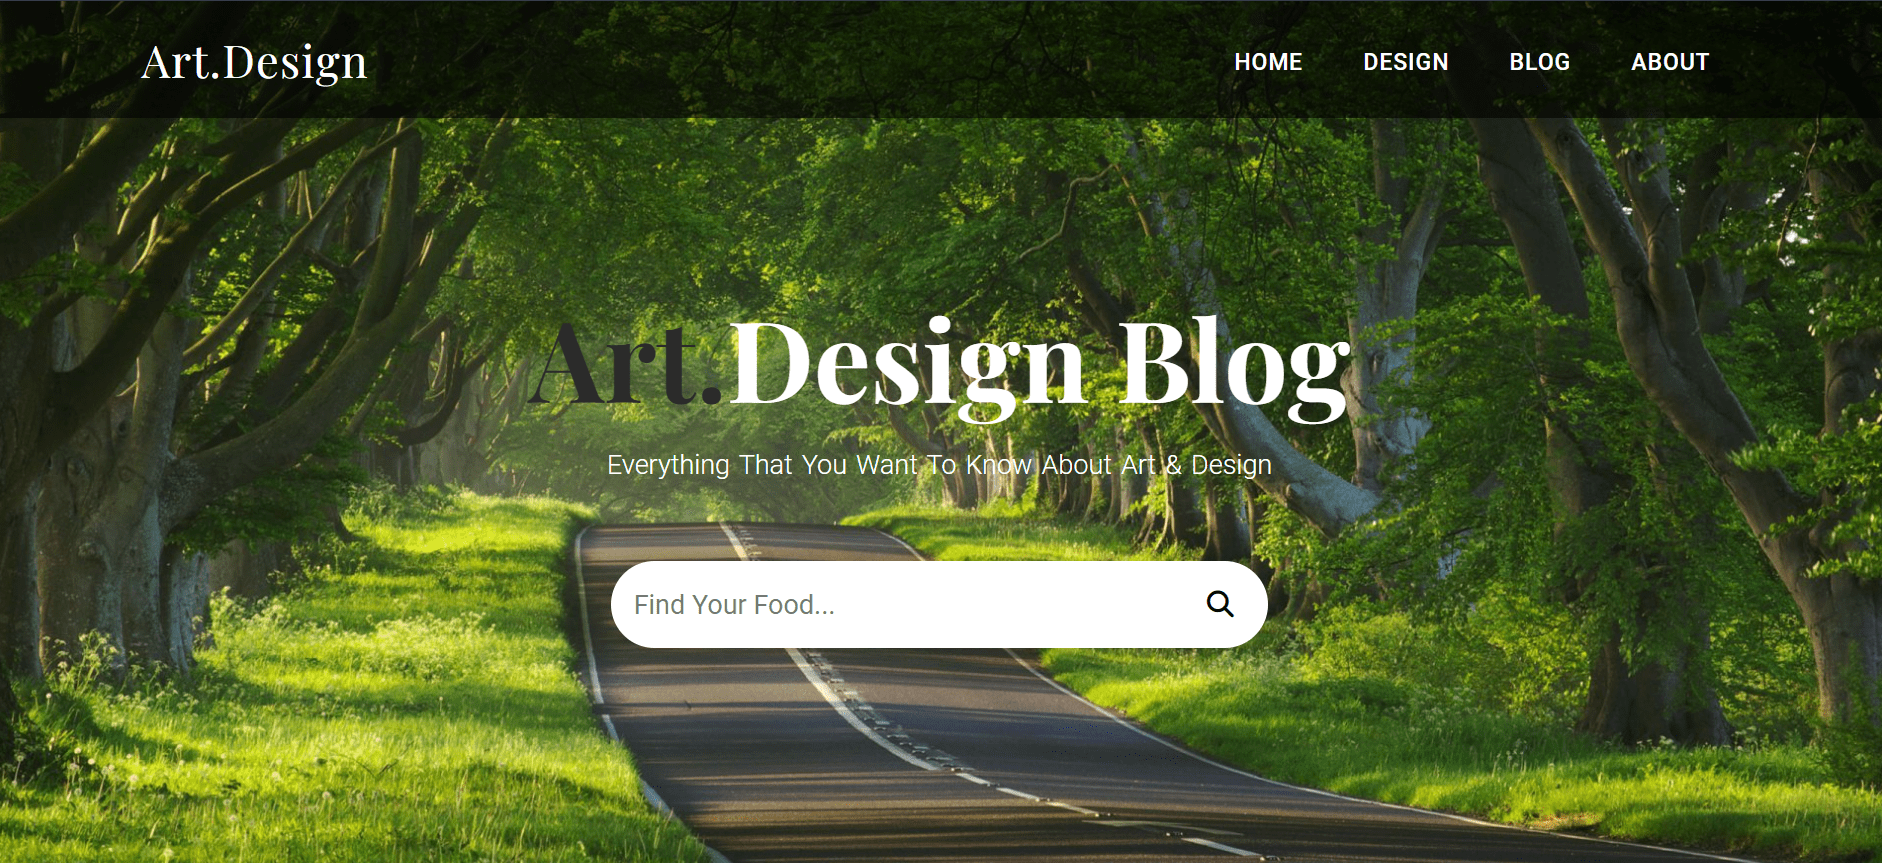 Art.Design
HOME DESIGN BLOG ABOUT
Art.Design Blog
Everything That You Want To Know About Art & Design
Find Your Food...